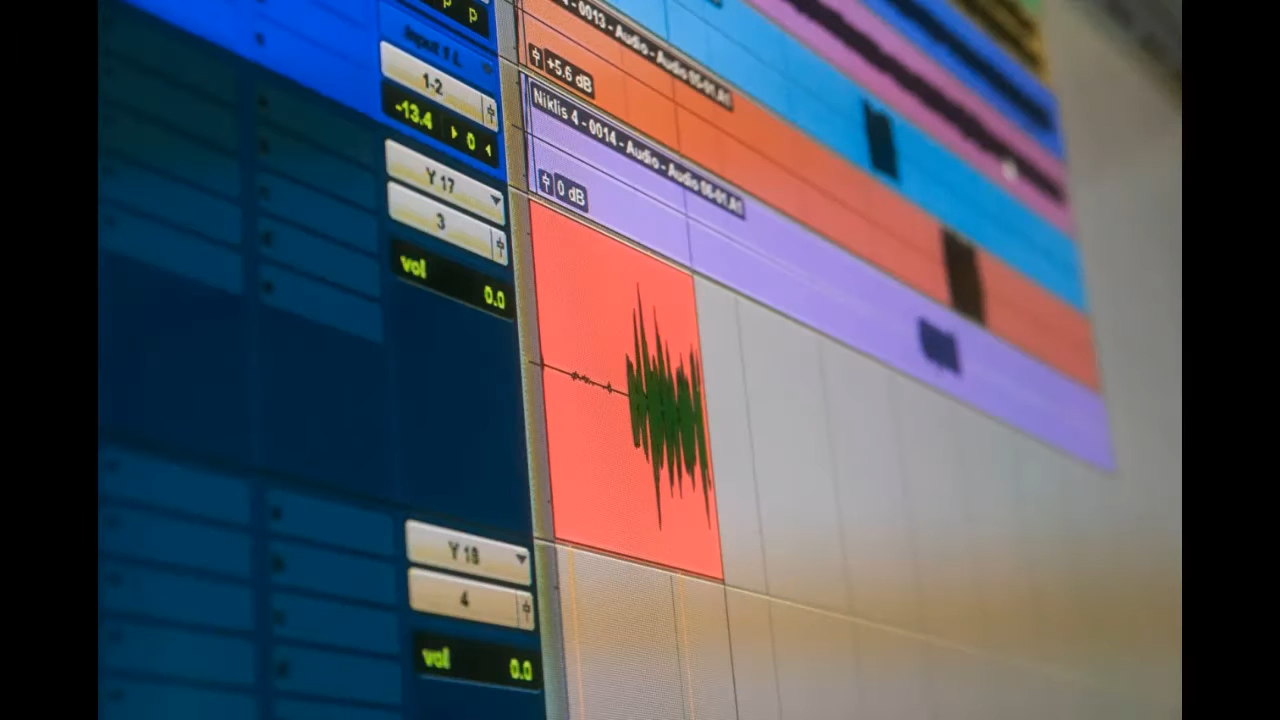 p p
- 0013 - Audio - Audio 05-01.A1
Input 1 L
+5.6 dB
1-2
-13.4
0
Niklis 4 - 0014 - Audio - Audio 06-01.A1
0 dB
Y 17
3
vol
0.0
Y 18
4
vol
0.0